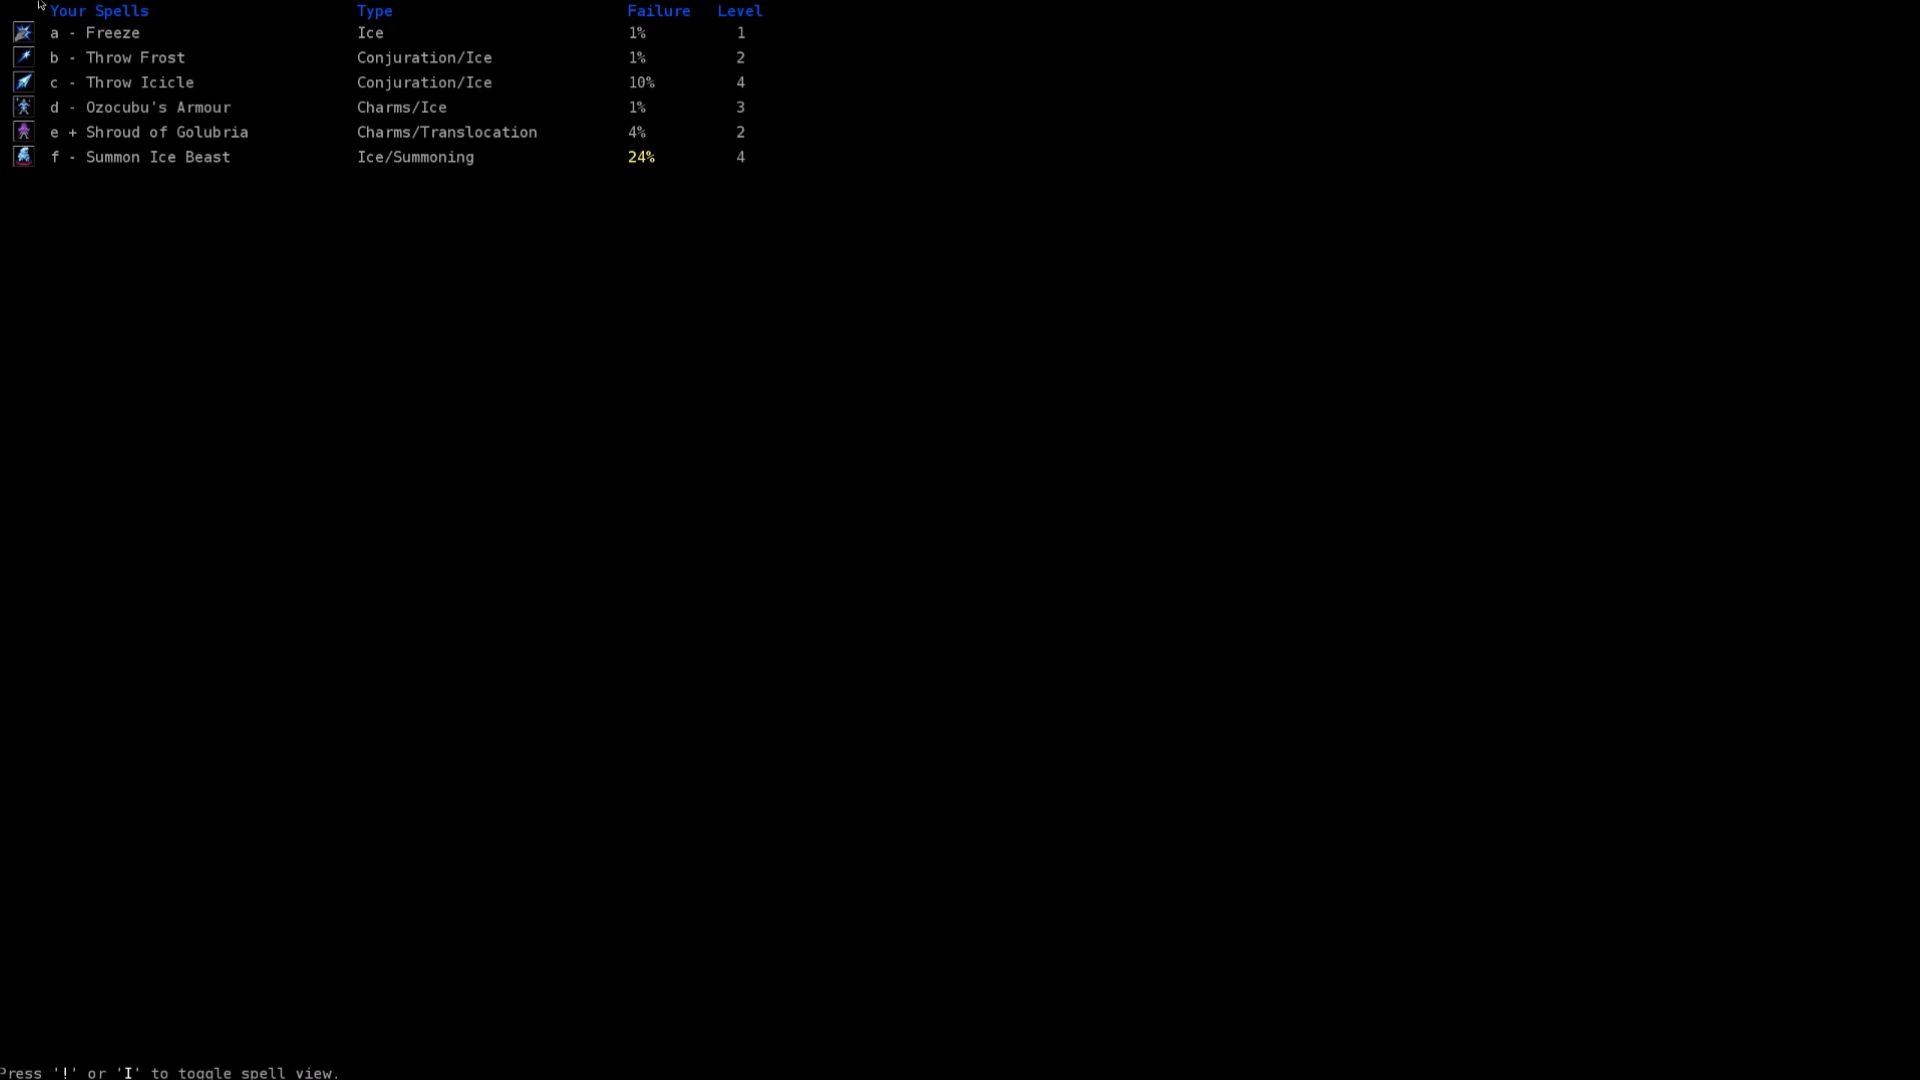 Your Spells Type Failure Level
a - Freeze Ice 1% 1
b - Throw Frost Conjuration/Ice 1% 2
c - Throw Icicle Conjuration/Ice 10% 4
d - Ozocubu's Armour Charms/Ice 1% 3
e + Shroud of Golubria Charms/Translocation 4% 2
f - Summon Ice Beast Ice/Summoning 24% 4
Press '!' or 'I' to toggle spell view.